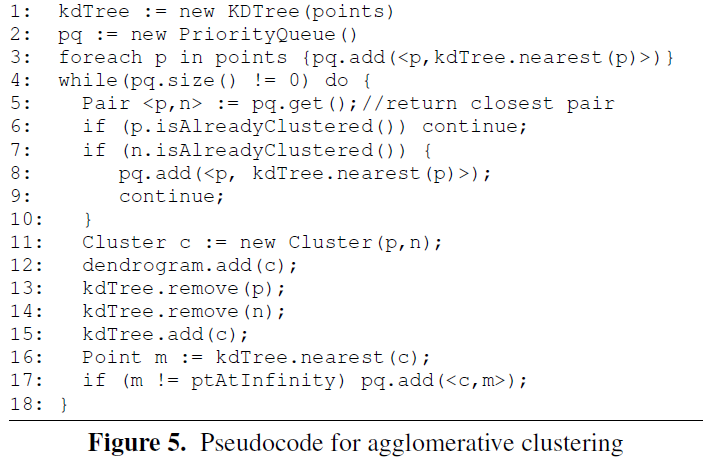 1: kdTree := new KDTree(points)
2: pq := new PriorityQueue()
3: foreach p in points {pq.add(<p,kdTree.nearest(p)>)}
4: while(pq.size() != 0) do {
5: Pair <p,n> := pq.get();//return closest pair
6: if (p.isAlreadyClustered()) continue;
7: if (n.isAlreadyClustered()) {
8: pq.add(<p, kdTree.nearest(p)>);
9: continue;
10: }
11: Cluster c := new Cluster(p,n);
12: dendrogram.add(c);
13: kdTree.remove(p);
14: kdTree.remove(n);
15: kdTree.add(c);
16: Point m := kdTree.nearest(c);
17: if (m != ptAtInfinity) pq.add(<c,m>);
18: }
Figure 5. Pseudocode for agglomerative clustering